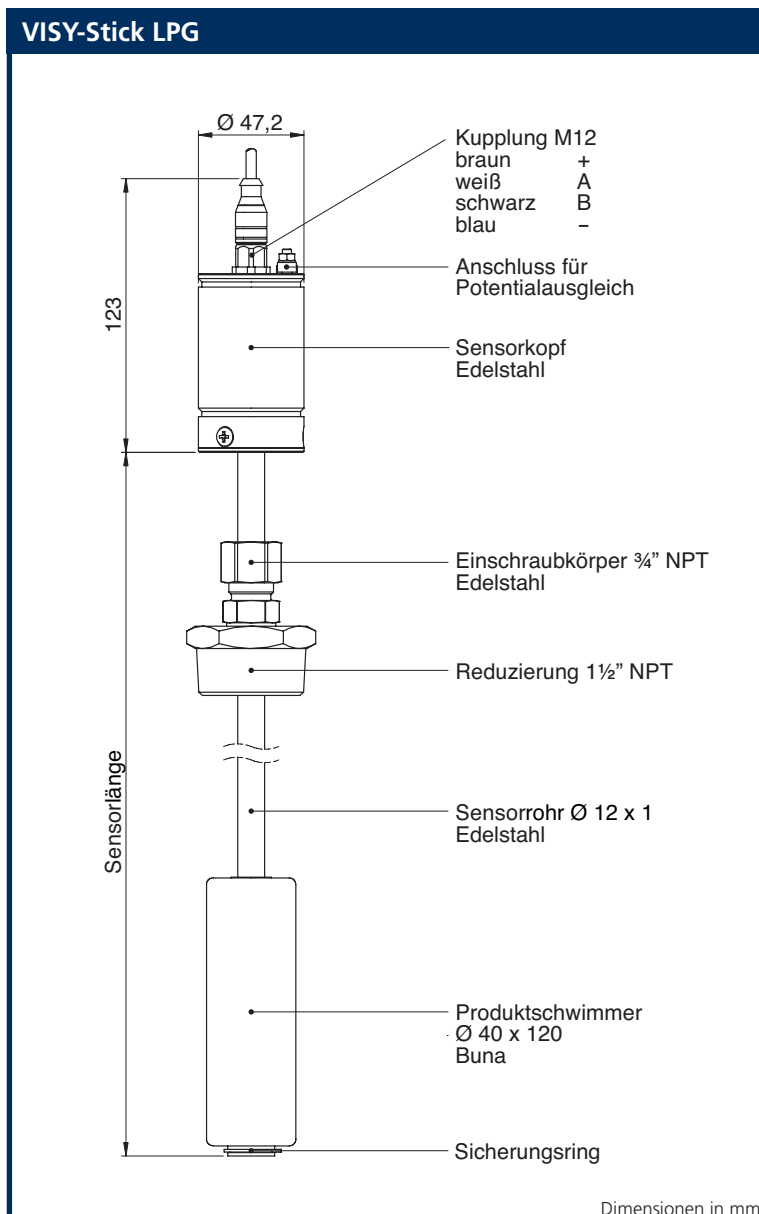 VISY-Stick LPG
Ø 47,2
Kupplung M12
braun +
weiß A
schwarz B
blau –
Anschluss für
Potentialausgleich
123
Sensorkopf
Edelstahl
Einschraubkörper ¾” NPT
Edelstahl
Reduzierung 1½” NPT
Sensorlänge
Sensorrohr Ø 12 x 1
Edelstahl
Produktschwimmer
Ø 40 x 120
Buna
Sicherungsring
Dimensionen in mm